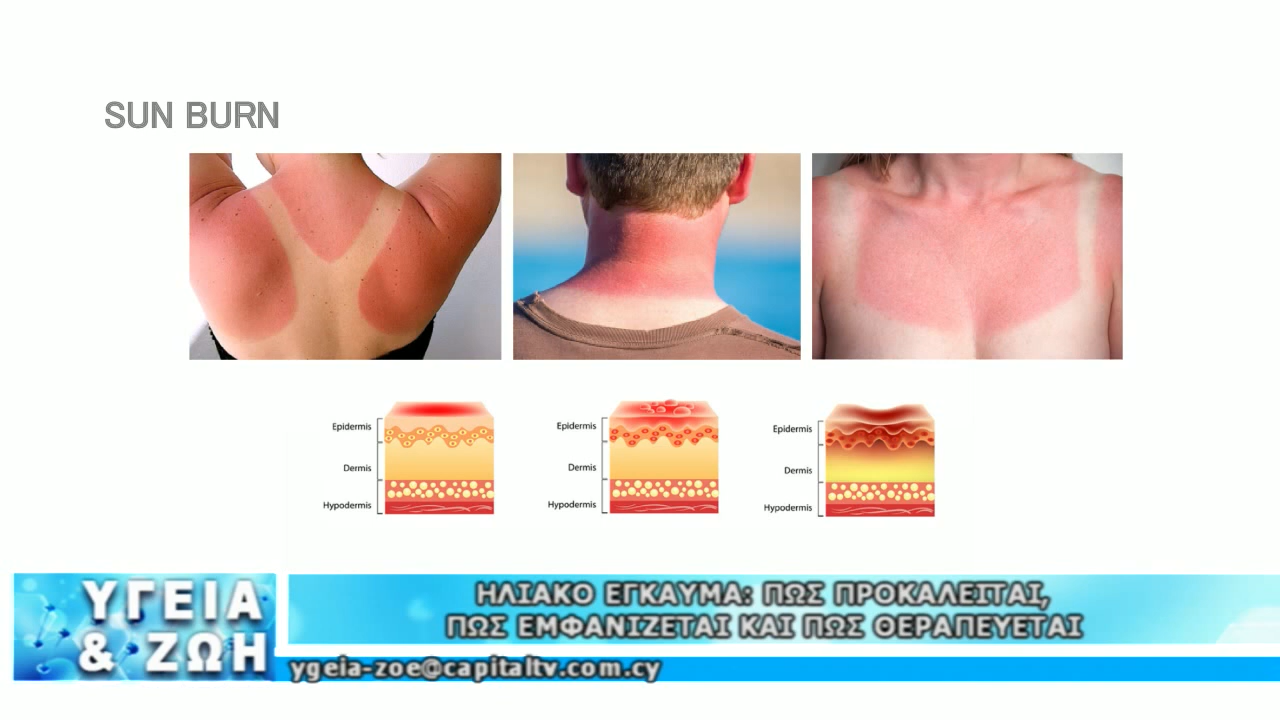 SUN BURN
Epidermis
Dermis
Hypodermis
Epidermis
Dermis
Hypodermis
Epidermis
Dermis
Hypodermis
ΥΓΕΙΑ
& ΖΩΗ
ΗΛΙΑΚΟ ΕΓΚΑΥΜΑ: ΠΩΣ ΠΡΟΚΑΛΕΙΤΑΙ,
ΠΩΣ ΕΜΦΑΝΙΖΕΤΑΙ ΚΑΙ ΠΩΣ ΘΕΡΑΠΕΥΕΤΑΙ
ygeia-zoe@capitaltv.com.cy